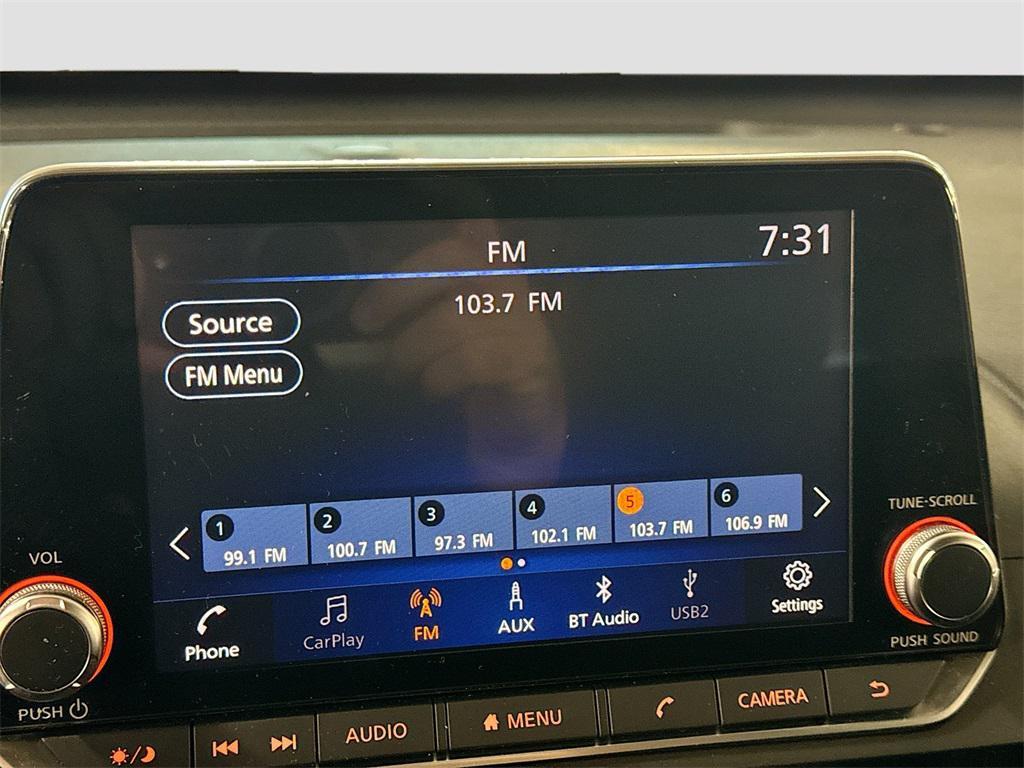 FM
7:31
103.7 FM
Source
FM Menu
1
99.1 FM
2
100.7 FM
3
97.3 FM
4
102.1 FM
5
103.7 FM
6
106.9 FM
Phone
CarPlay
FM
AUX
BT Audio
USB2
Settings
VOL
PUSH
TUNE·SCROLL
PUSH SOUND
AUDIO
MENU
CAMERA